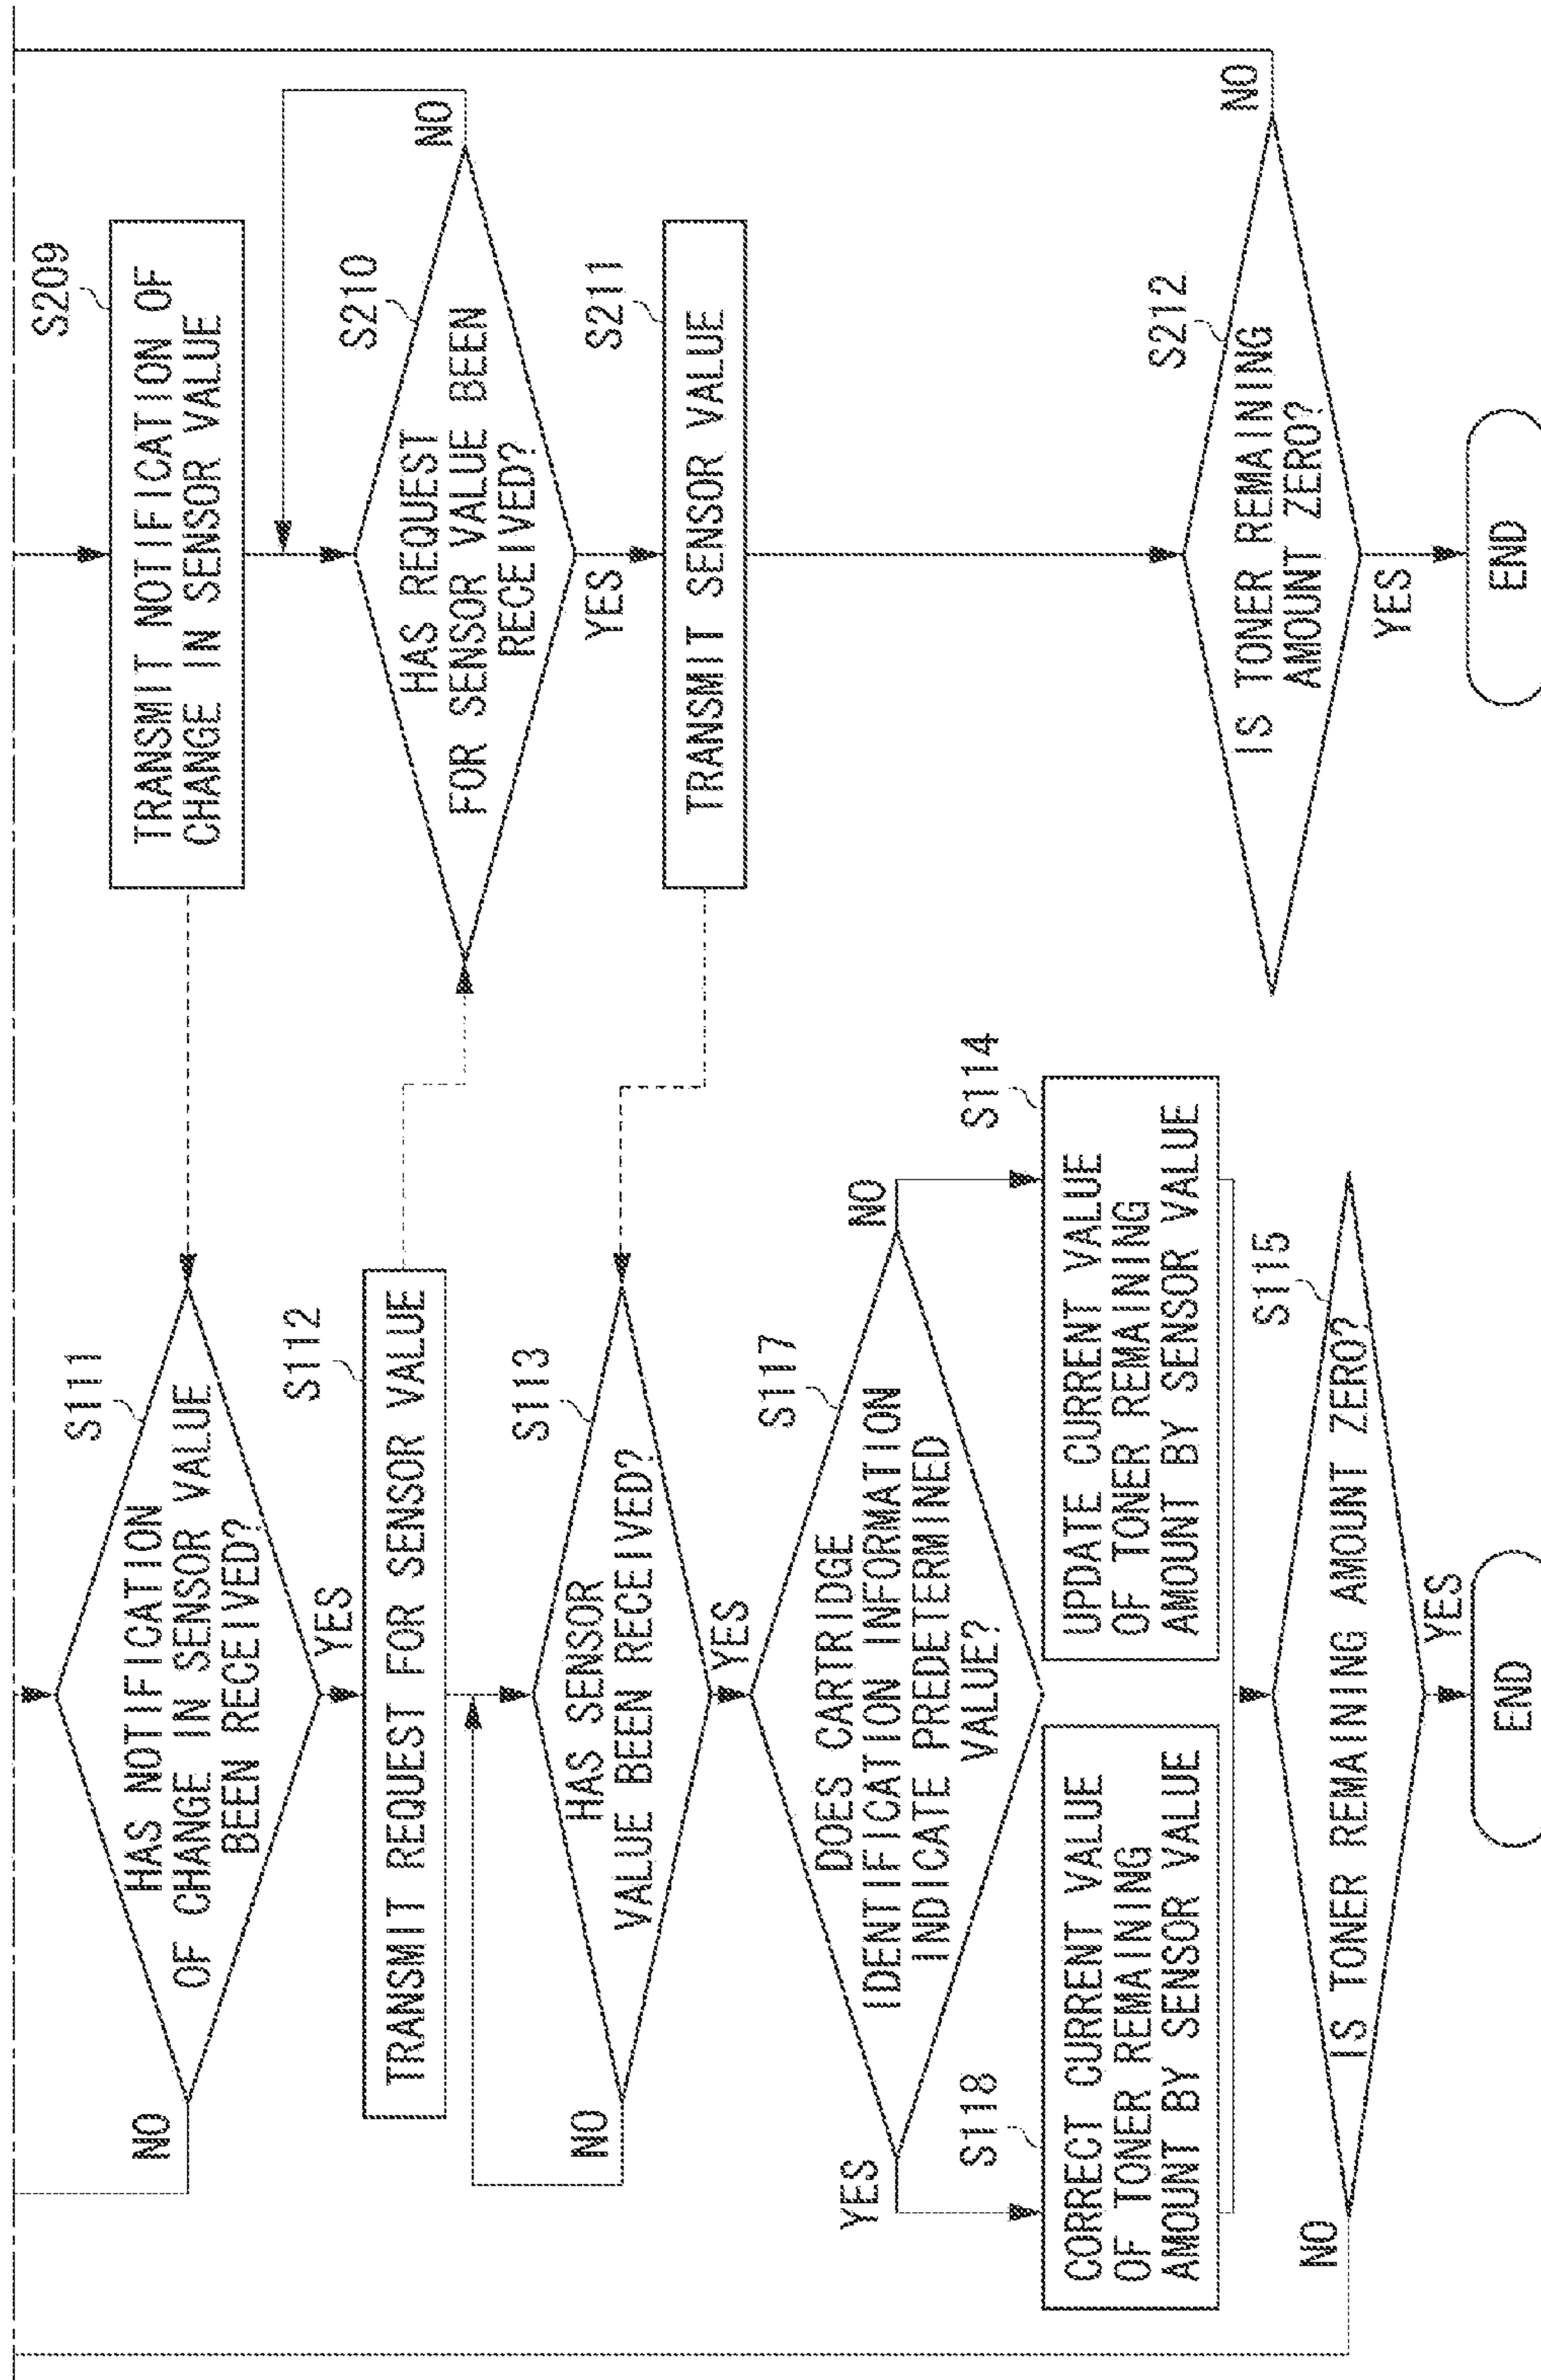 S111
HAS NOTIFICATION
OF CHANGE IN SENSOR VALUE
BEEN RECEIVED?
NO
YES
S112
TRANSMIT REQUEST FOR SENSOR VALUE
S113
HAS SENSOR
VALUE BEEN RECEIVED?
NO
YES
S117
DOES CARTRIDGE
IDENTIFICATION INFORMATION
INDICATE PREDETERMINED
VALUE?
YES
NO
S118
CORRECT CURRENT VALUE
OF TONER REMAINING
AMOUNT BY SENSOR VALUE
S114
UPDATE CURRENT VALUE
OF TONER REMAINING
AMOUNT BY SENSOR VALUE
S115
IS TONER REMAINING AMOUNT ZERO?
NO
YES
END
S209
TRANSMIT NOTIFICATION OF
CHANGE IN SENSOR VALUE
S210
HAS REQUEST
FOR SENSOR VALUE BEEN
RECEIVED?
NO
YES
S211
TRANSMIT SENSOR VALUE
S212
IS TONER REMAINING
AMOUNT ZERO?
NO
YES
END